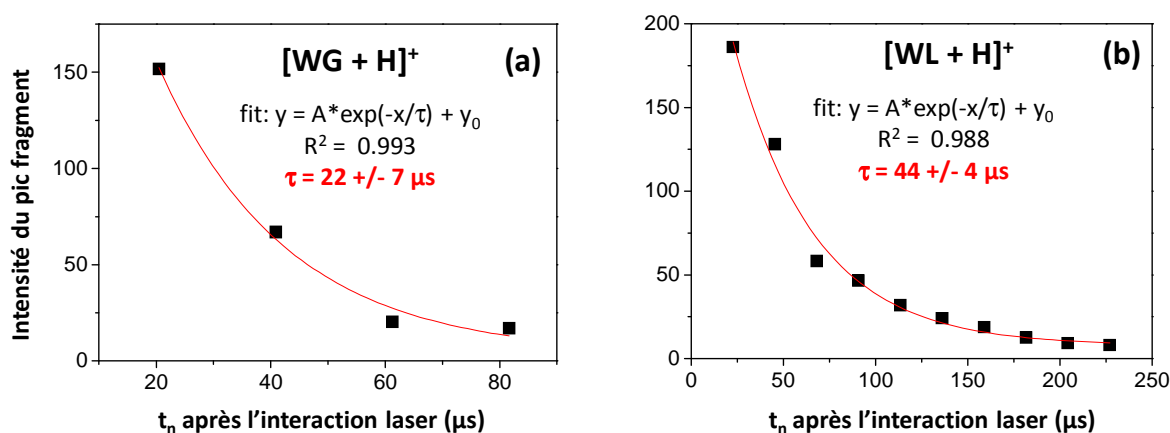 [WG + H]+ (a)
fit: y = A*exp(-x/τ) + y0
R2 = 0.993
τ = 22 +/- 7 µs
Intensité du pic fragment
150
100
50
0
20 40 60 80
tn après l'interaction laser (µs)
[WL + H]+ (b)
fit: y = A*exp(-x/τ) + y0
R2 = 0.988
τ = 44 +/- 4 µs
200
150
100
50
0
0 50 100 150 200 250
tn après l'interaction laser (µs)